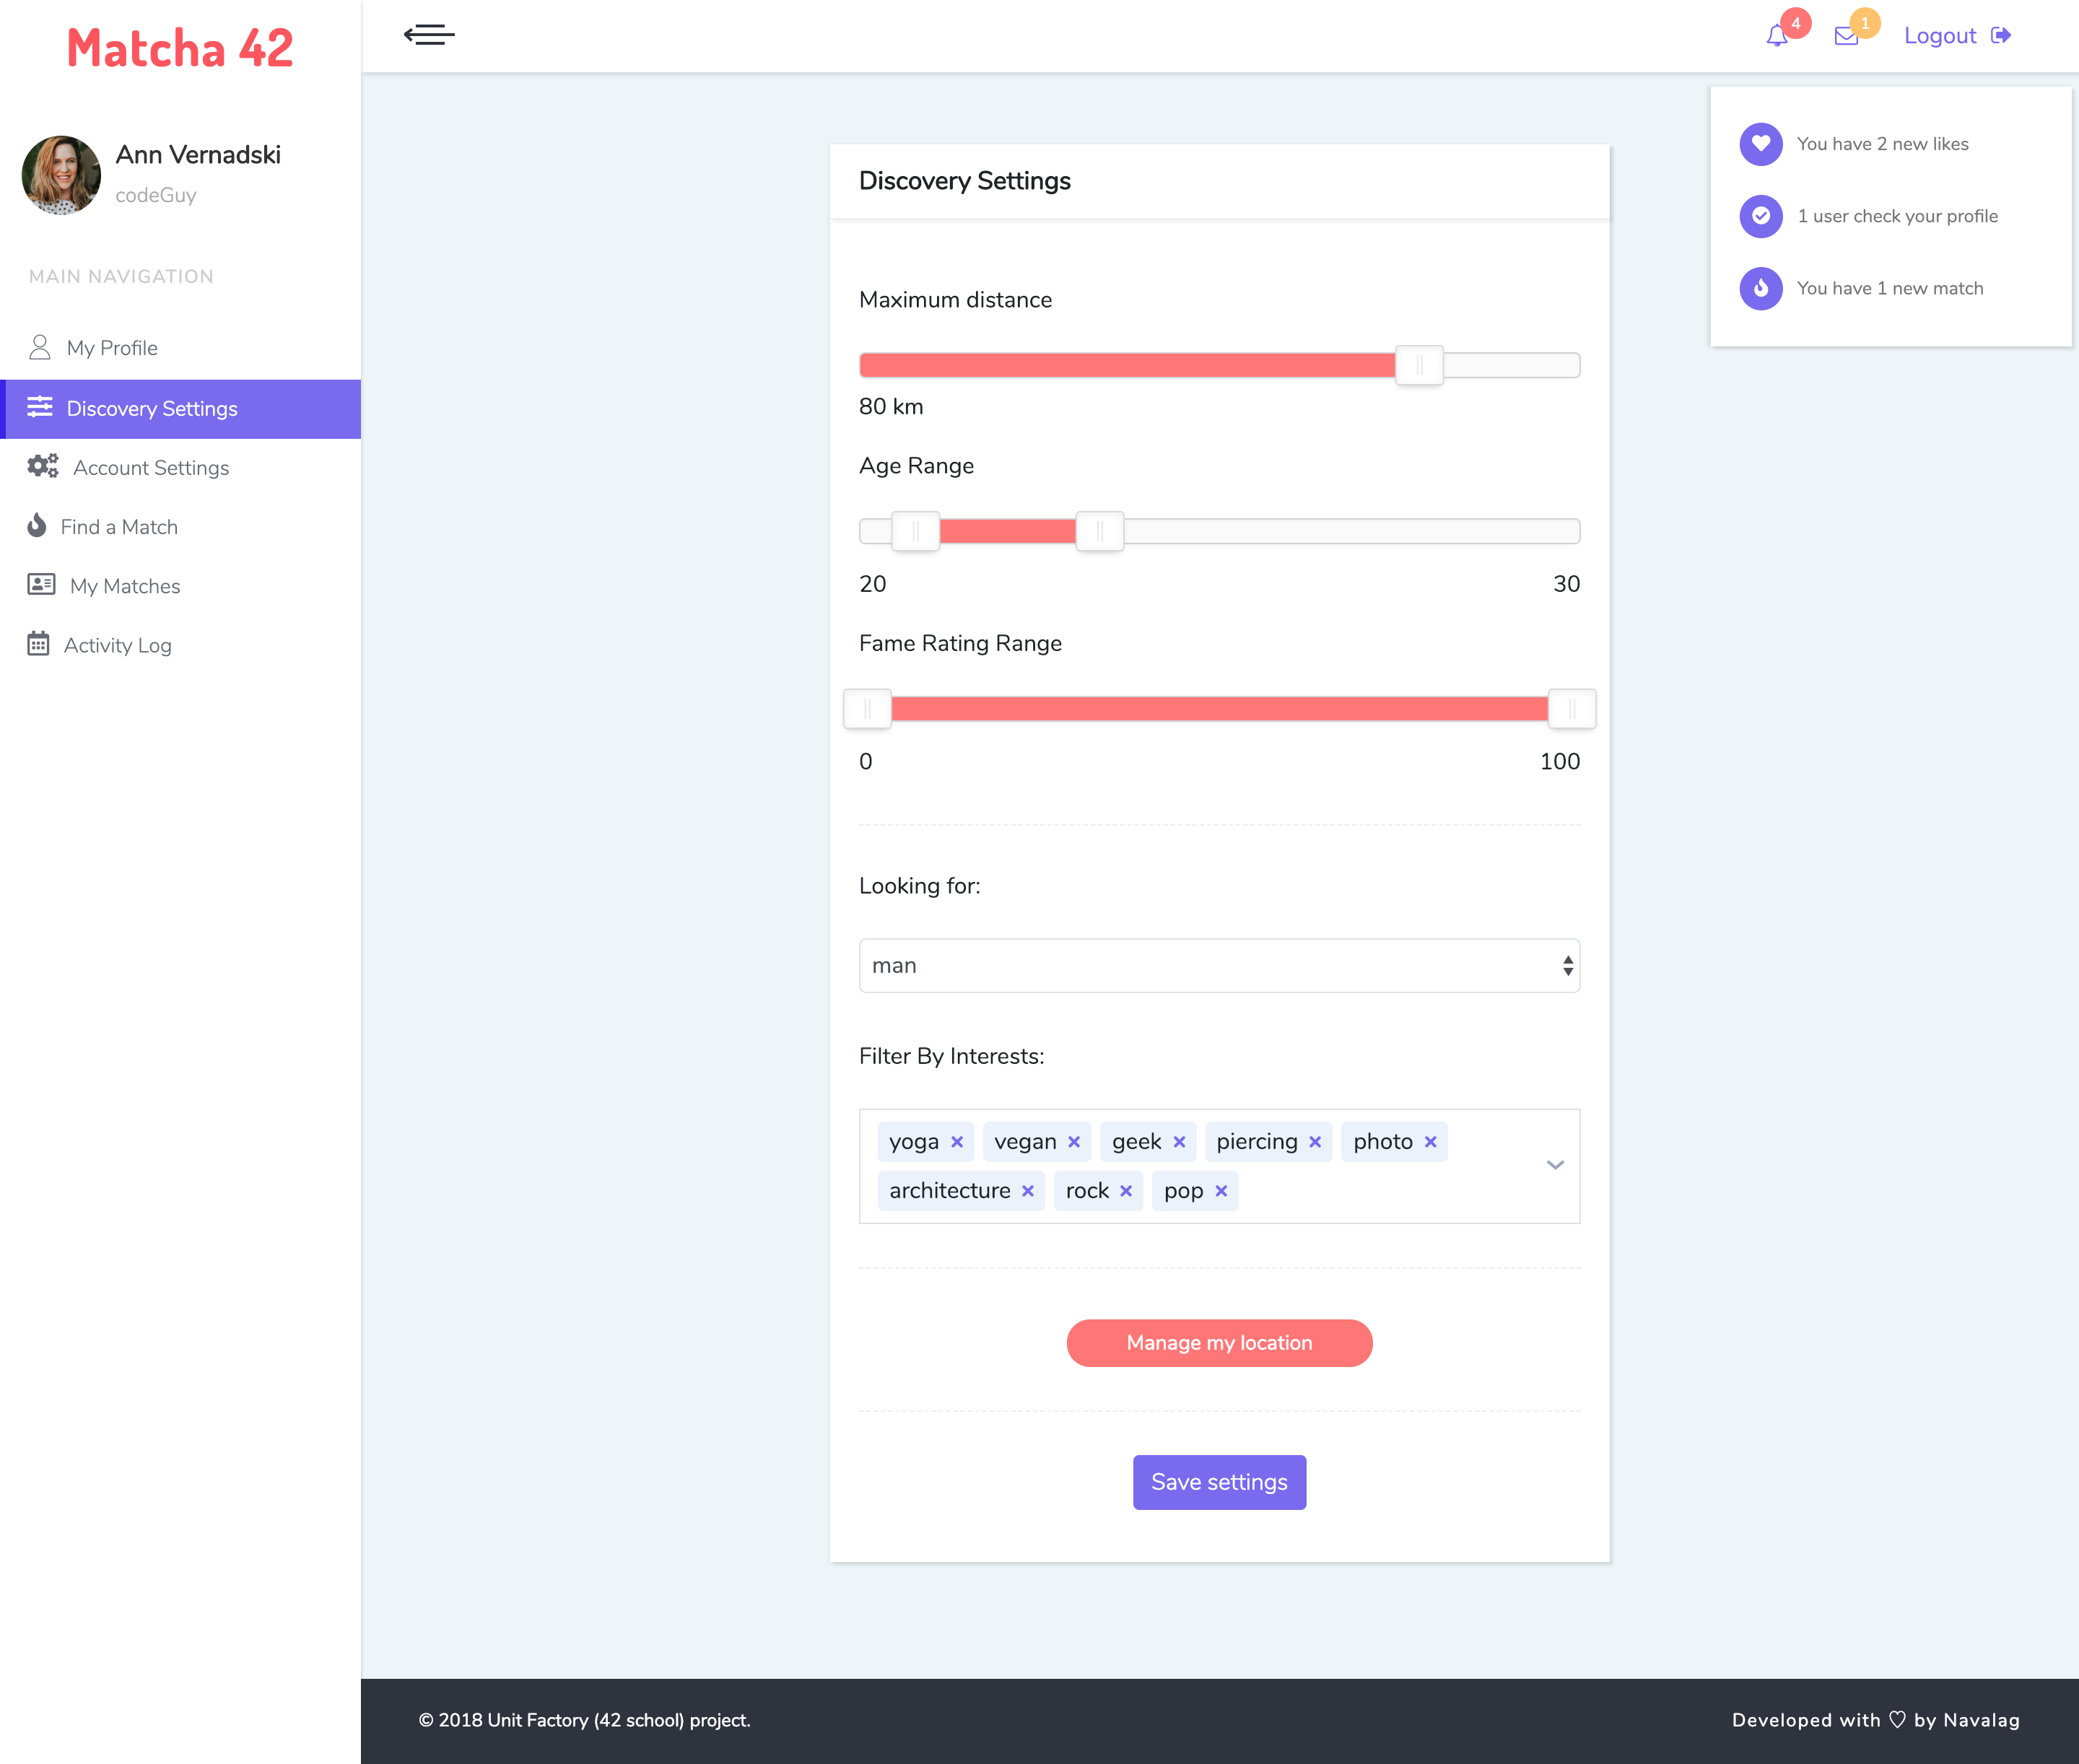 Matcha 42
4
1
Logout
Ann Vernadski
codeGuy
MAIN NAVIGATION
My Profile
Discovery Settings
Account Settings
Find a Match
My Matches
Activity Log
You have 2 new likes
1 user check your profile
You have 1 new match
Discovery Settings
Maximum distance
80 km
Age Range
20 30
Fame Rating Range
0 100
Looking for:
man
Filter By Interests:
yoga × vegan × geek × piercing × photo ×
architecture × rock × pop ×
Manage my location
Save settings
© 2018 Unit Factory (42 school) project.
Developed with ♡ by Navalag